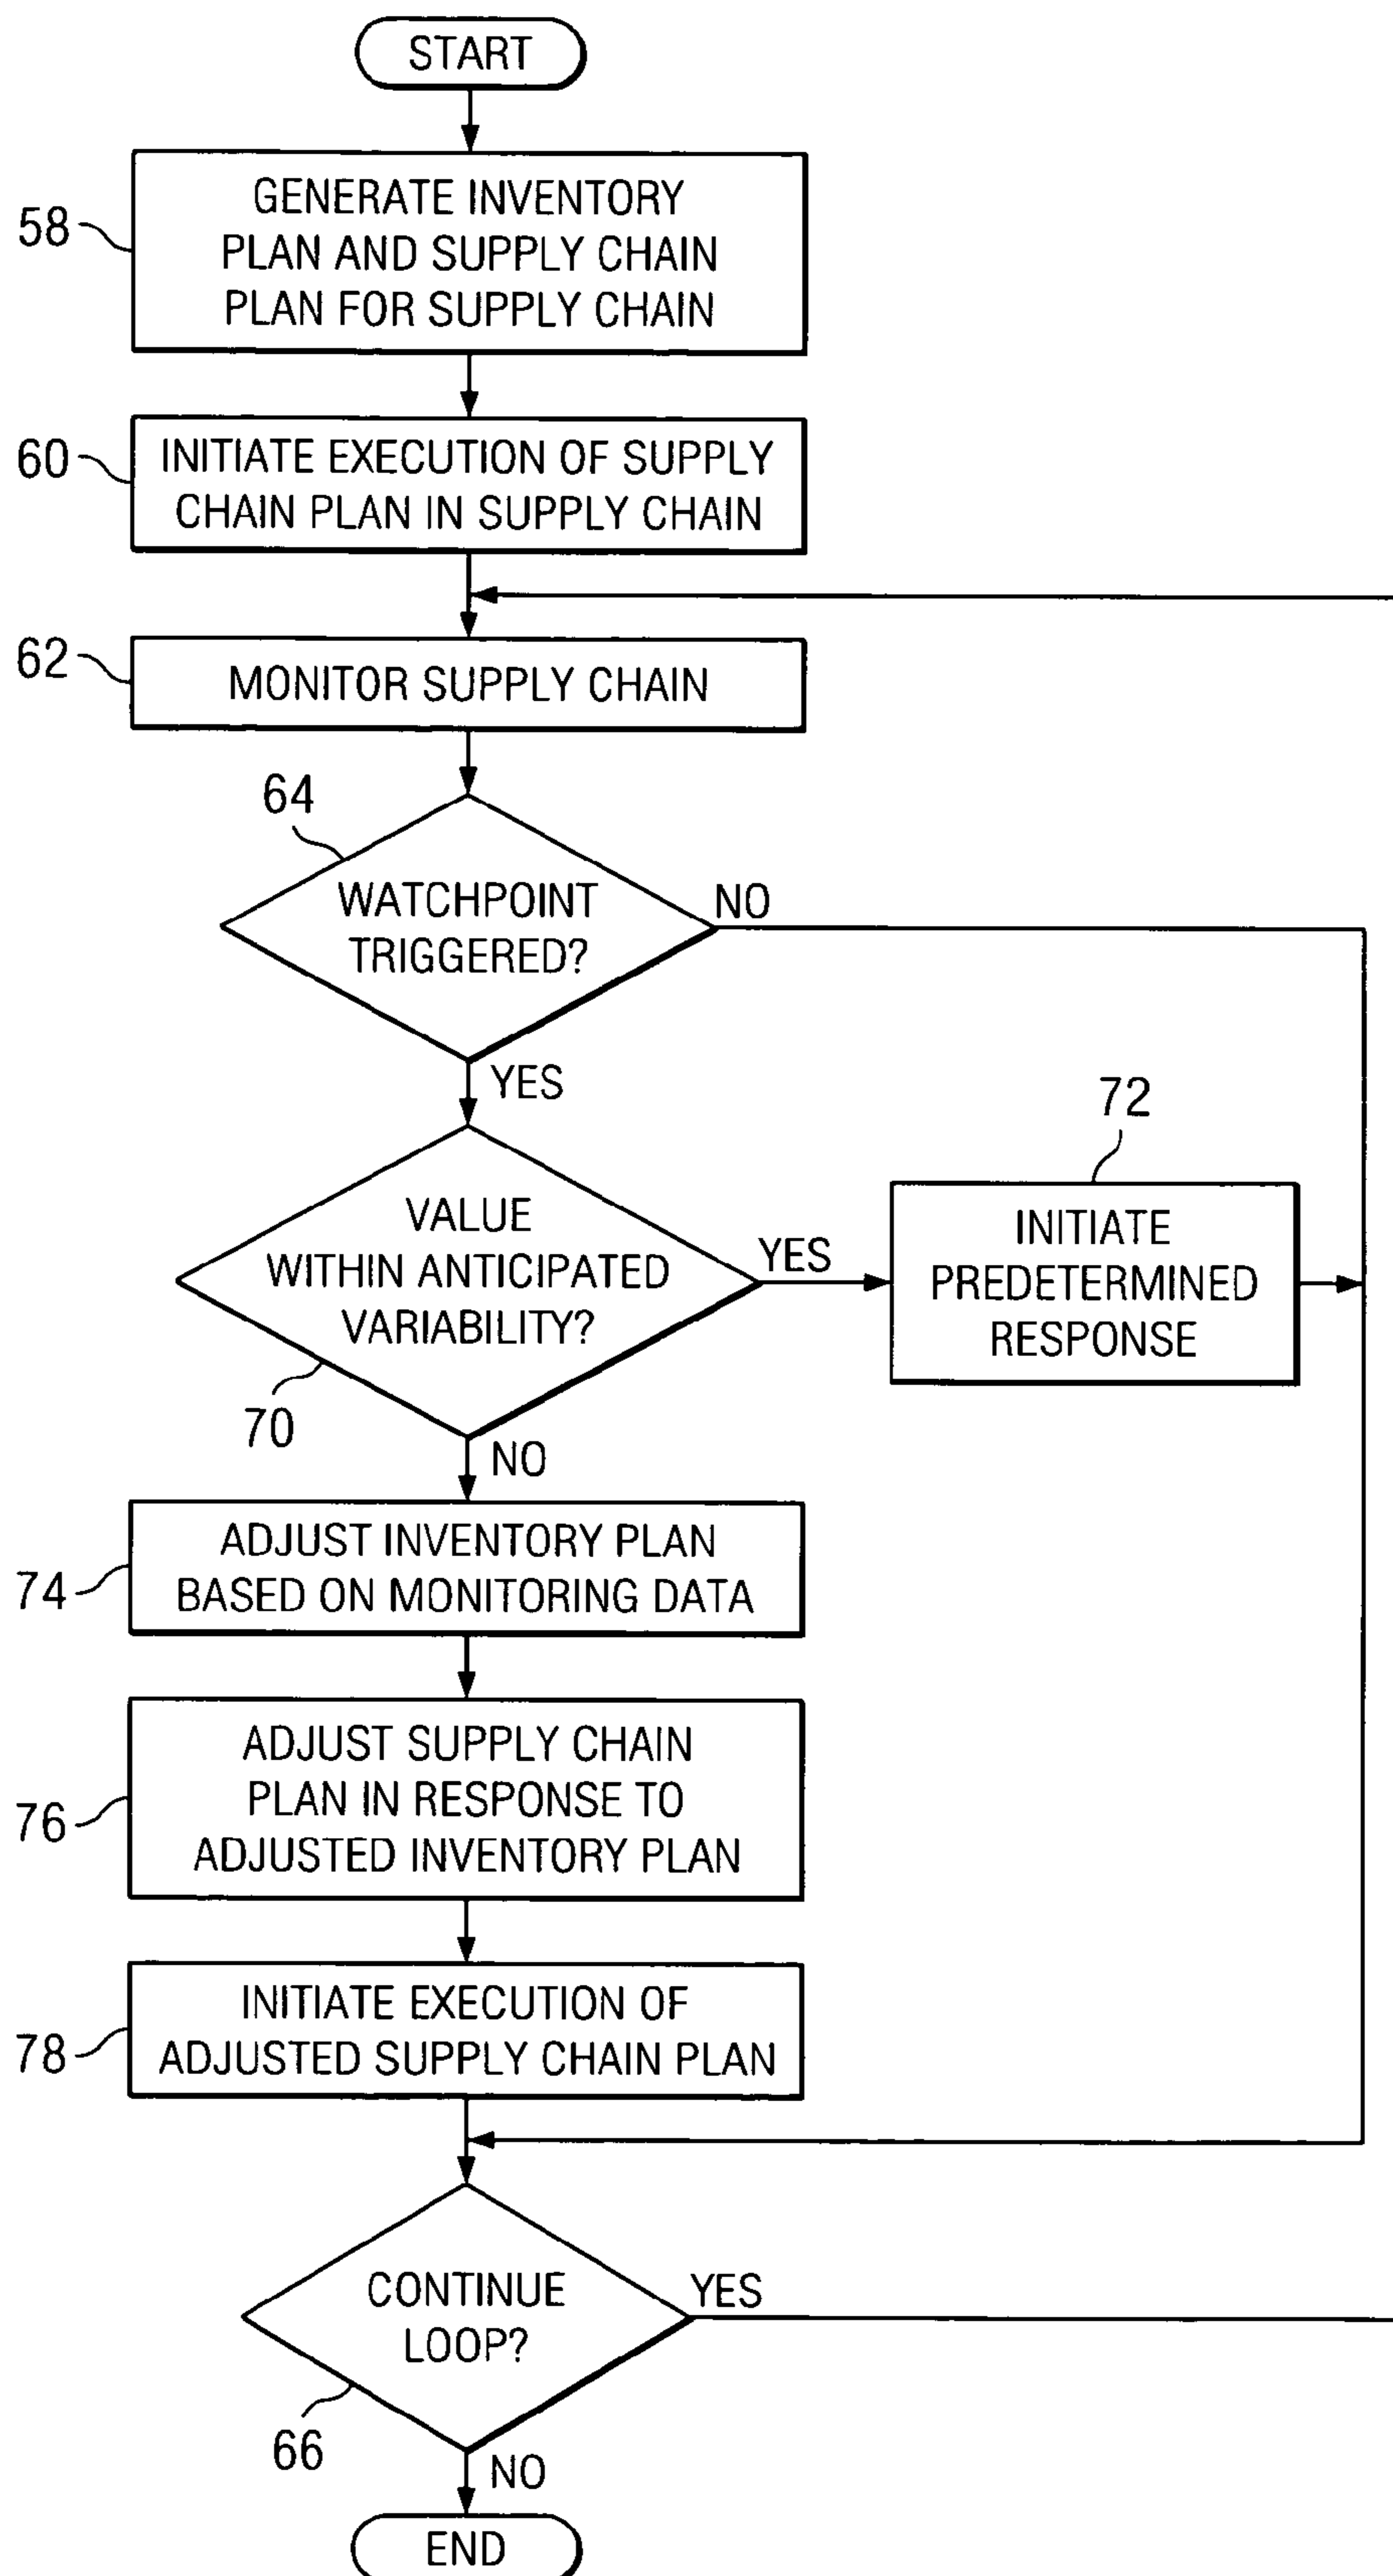 START
58
GENERATE INVENTORY
PLAN AND SUPPLY CHAIN
PLAN FOR SUPPLY CHAIN
60
INITIATE EXECUTION OF SUPPLY
CHAIN PLAN IN SUPPLY CHAIN
62
MONITOR SUPPLY CHAIN
64
WATCHPOINT
TRIGGERED?
NO
YES
VALUE
WITHIN ANTICIPATED
VARIABILITY?
70
YES
72
INITIATE
PREDETERMINED
RESPONSE
NO
74
ADJUST INVENTORY PLAN
BASED ON MONITORING DATA
76
ADJUST SUPPLY CHAIN
PLAN IN RESPONSE TO
ADJUSTED INVENTORY PLAN
78
INITIATE EXECUTION OF
ADJUSTED SUPPLY CHAIN PLAN
CONTINUE
LOOP?
YES
66
NO
END